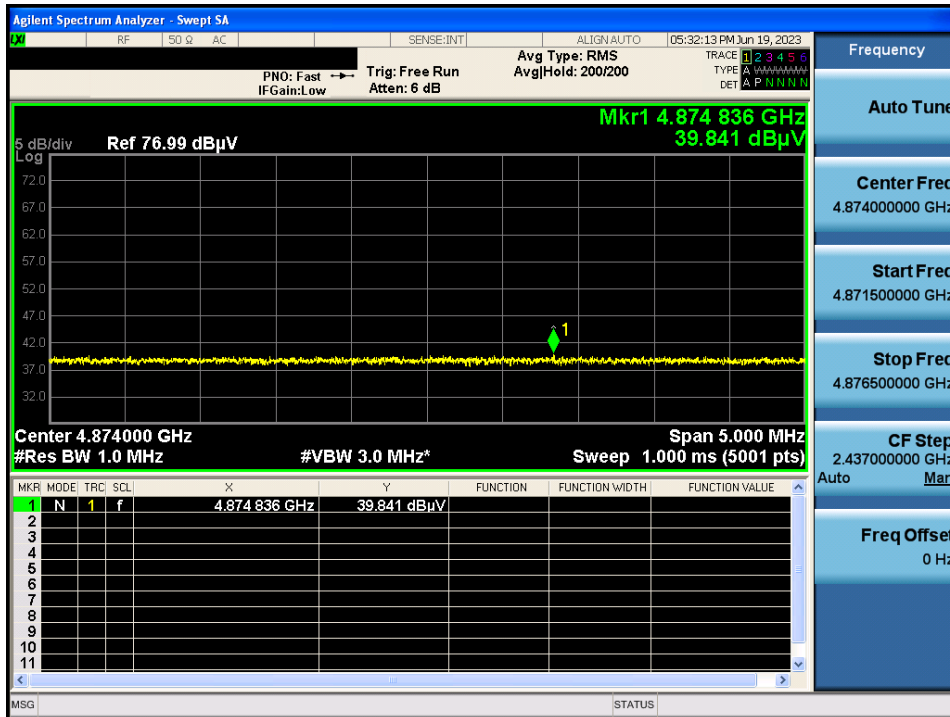 Agilent Spectrum Analyzer - Swept SA
LXI RF 50 Ω AC SENSE:INT ALIGN AUTO 05:32:13 PM Jun 19, 2023
PNO: Fast
IFGain:Low
Trig: Free Run
Atten: 6 dB
Avg Type: RMS
Avg|Hold: 200/200
TRACE 1 2 3 4 5 6
TYPE A WWWWW
DET A P N N N N
Mkr1 4.874 836 GHz
39.841 dBµV
5 dB/div Ref 76.99 dBµV
Log
72.0
67.0
62.0
57.0
52.0
47.0
42.0
37.0
32.0
1
Center 4.874000 GHz Span 5.000 MHz
#Res BW 1.0 MHz #VBW 3.0 MHz* Sweep 1.000 ms (5001 pts)
MKR MODE TRC SCL X Y FUNCTION FUNCTION WIDTH FUNCTION VALUE
1 N 1 f 4.874 836 GHz 39.841 dBµV
2
3
4
5
6
7
8
9
10
11
MSG STATUS
Frequency
Auto Tune
Center Freq
4.874000000 GHz
Start Freq
4.871500000 GHz
Stop Freq
4.876500000 GHz
CF Step
2.437000000 GHz
Auto Man
Freq Offset
0 Hz